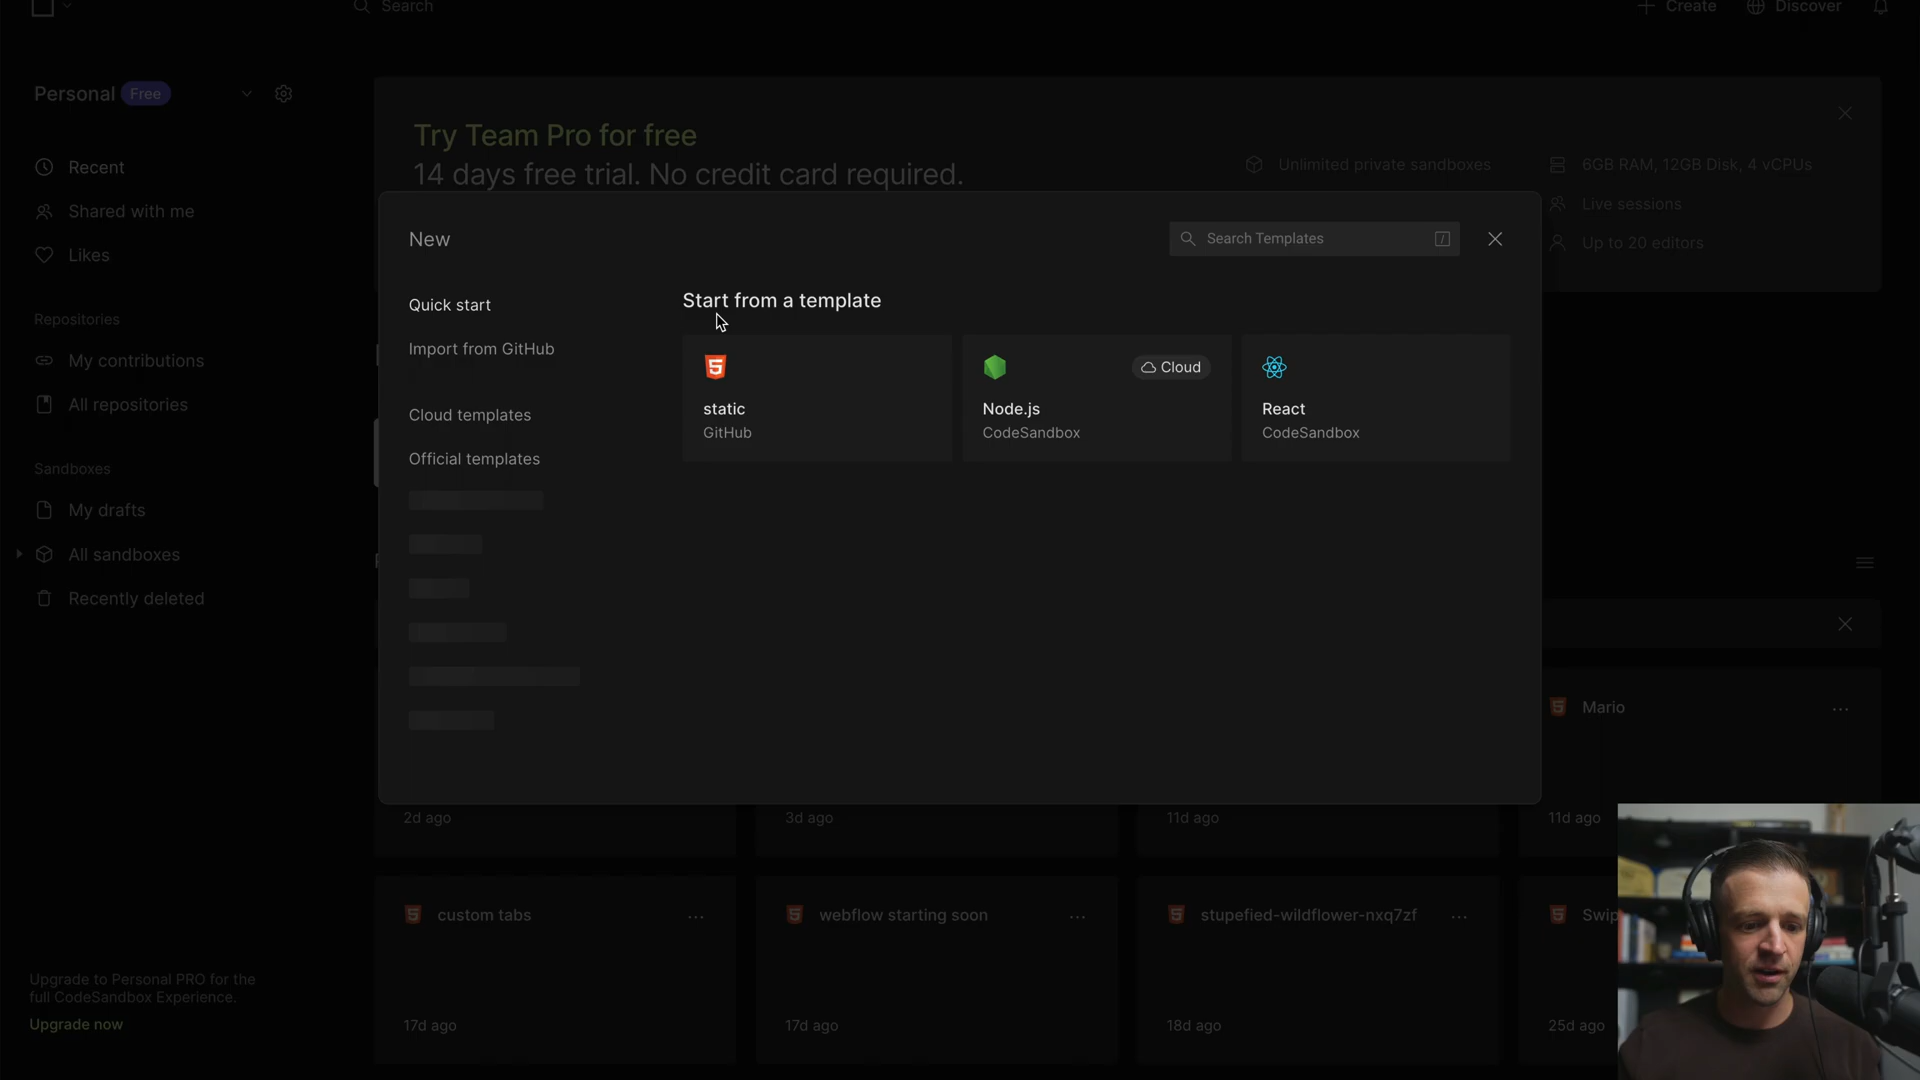 Search
Create
Discover
Personal Free
Try Team Pro for free
14 days free trial. No credit card required.
Unlimited private sandboxes
6GB RAM, 12GB Disk, 4 vCPUs
Live sessions
Up to 20 editors
Recent
Shared with me
Likes
Repositories
My contributions
All repositories
Sandboxes
My drafts
All sandboxes
Recently deleted
New
Search Templates
/
Quick start
Import from GitHub
Cloud templates
Official templates
Start from a template
static
GitHub
Cloud
Node.js
CodeSandbox
React
CodeSandbox
Mario
2d ago
3d ago
11d ago
11d ago
custom tabs
webflow starting soon
stupefied-wildflower-nxq7zf
17d ago
17d ago
18d ago
25d ago
Upgrade to Personal PRO for the
full CodeSandbox Experience.
Upgrade now